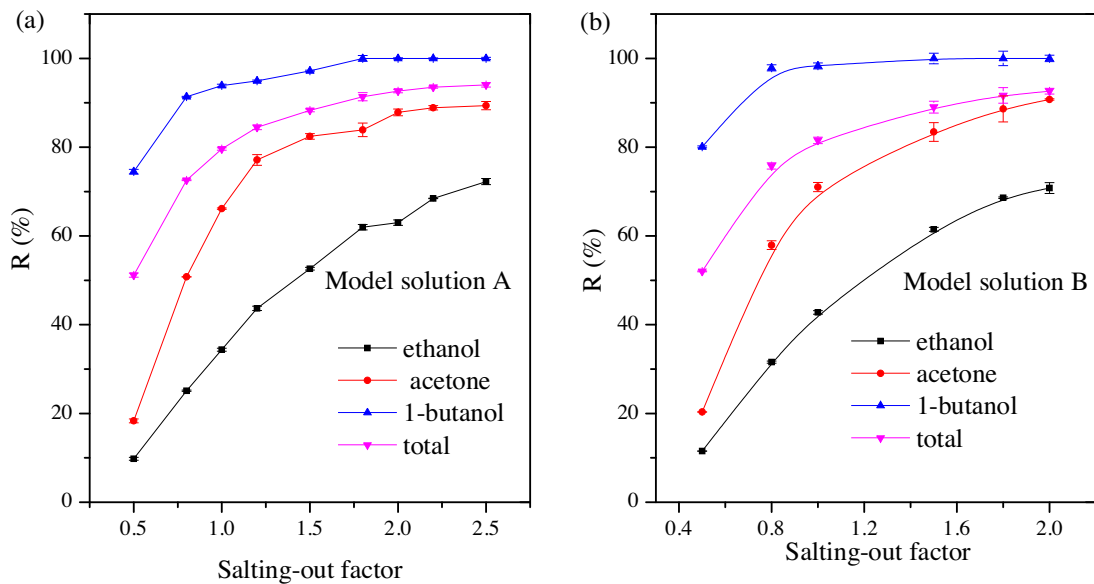 (a)
R (%)
100
80
60
40
20
0
Model solution A
ethanol
acetone
1-butanol
total
0.5 1.0 1.5 2.0 2.5
Salting-out factor
(b)
R (%)
100
80
60
40
20
0
Model solution B
ethanol
acetone
1-butanol
total
0.4 0.8 1.2 1.6 2.0
Salting-out factor